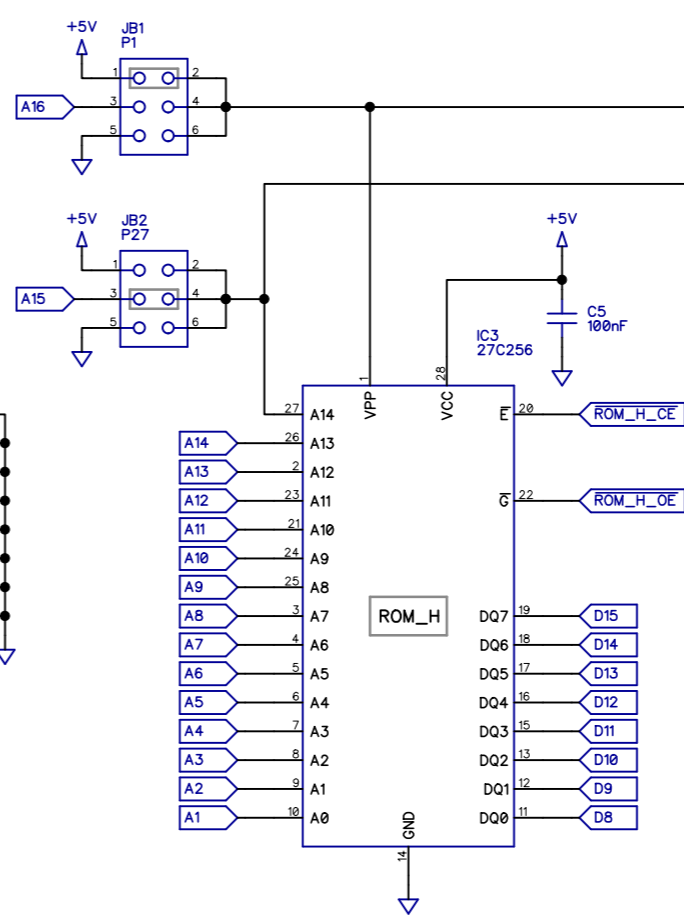 +5V JB1
P1
1 2
A16 3 4
5 6
+5V JB2
P27
1 2
A15 3 4
5 6
+5V
C5
100nF
IC3
27C256
1 28
VPP VCC
27 A14 E 20 ROM_H_CE
A14 26 A13
A13 2 A12
A12 23 A11 G 22 ROM_H_OE
A11 21 A10
A10 24 A9
A9 25 A8
A8 3 A7 ROM_H DQ7 19 D15
A7 4 A6 DQ6 18 D14
A6 5 A5 DQ5 17 D13
A5 6 A4 DQ4 16 D12
A4 7 A3 DQ3 15 D11
A3 8 A2 DQ2 13 D10
A2 9 A1 DQ1 12 D9
A1 10 A0 DQ0 11 D8
GND
14